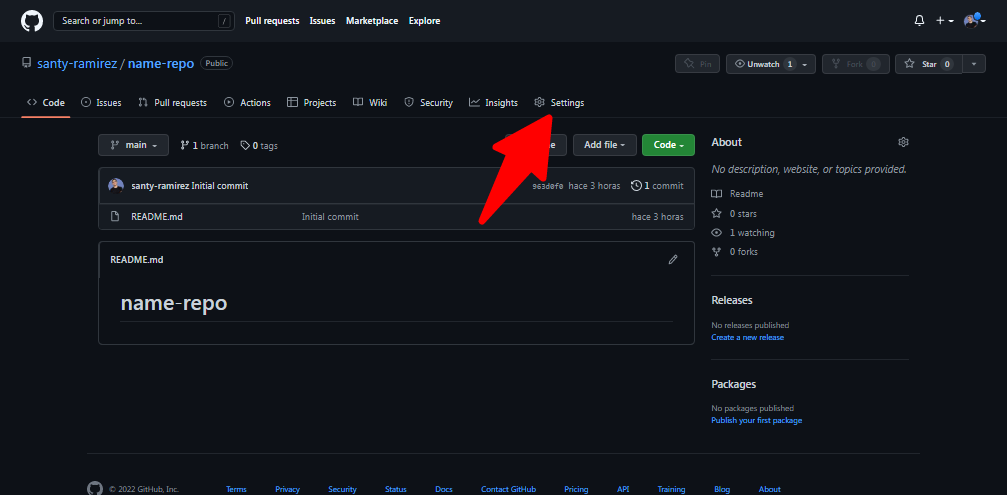 Search or jump to... / Pull requests Issues Marketplace Explore
santy-ramirez / name-repo Public Pin Unwatch 1 Fork 0 Star 0
Code Issues Pull requests Actions Projects Wiki Security Insights Settings
main 1 branch 0 tags Add file Code
santy-ramirez Initial commit 963d0f0 hace 3 horas 1 commit
README.md Initial commit hace 3 horas
README.md
name-repo
About
No description, website, or topics provided.
Readme
0 stars
1 watching
0 forks
Releases
No releases published
Create a new release
Packages
No packages published
Publish your first package
© 2022 GitHub, Inc. Terms Privacy Security Status Docs Contact GitHub Pricing API Training Blog About